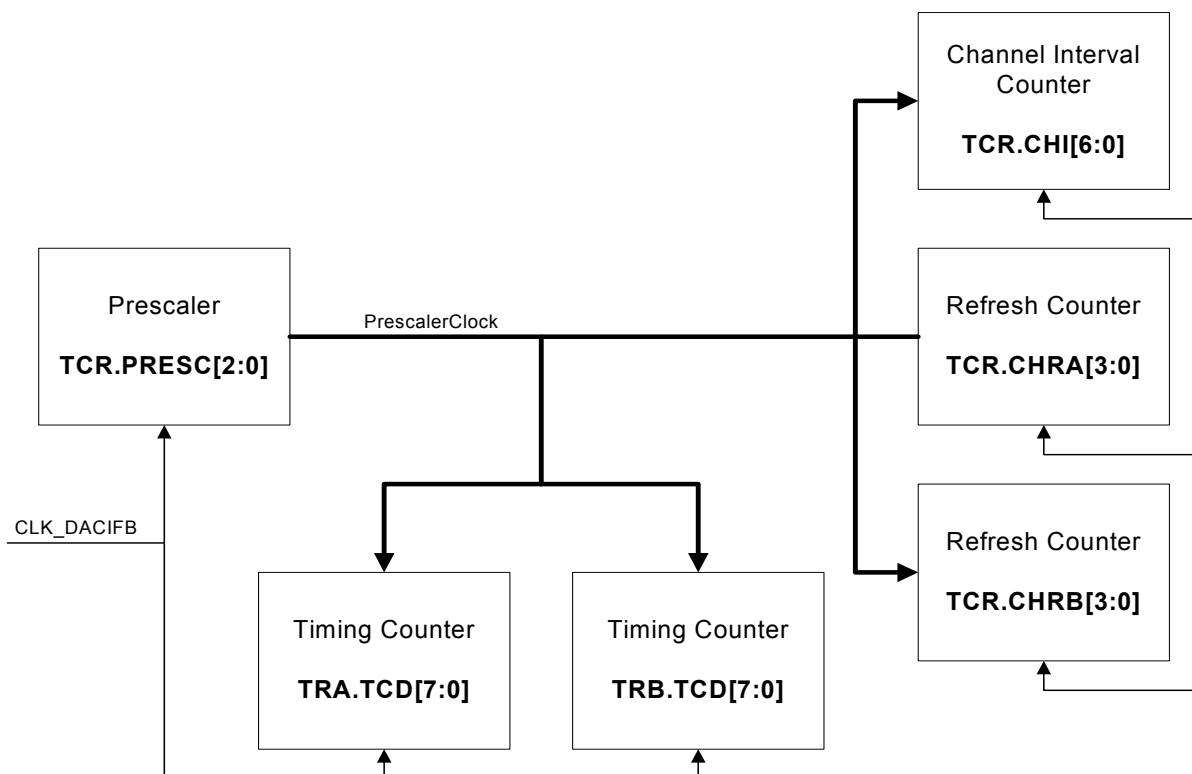 Channel Interval
Counter
TCR.CHI[6:0]
Prescaler
TCR.PRESC[2:0]
PrescalerClock
Refresh Counter
TCR.CHRA[3:0]
CLK_DACIFB
Refresh Counter
TCR.CHRB[3:0]
Timing Counter
TRA.TCD[7:0]
Timing Counter
TRB.TCD[7:0]